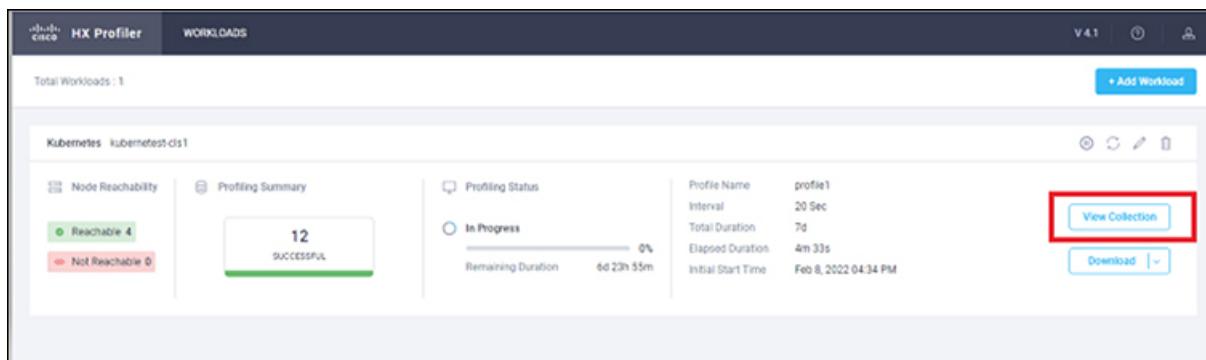 cisco HX Profiler WORKLOADS V 4.1
Total Workloads : 1
+ Add Workload
Kubernetes kubernetest-cls1
Node Reachability
Reachable 4
Not Reachable 0
Profiling Summary
12
SUCCESSFUL
Profiling Status
In Progress
0%
Remaining Duration 6d 23h 55m
Profile Name profile1
Interval 20 Sec
Total Duration 7d
Elapsed Duration 4m 33s
Initial Start Time Feb 8, 2022 04:34 PM
View Collection
Download